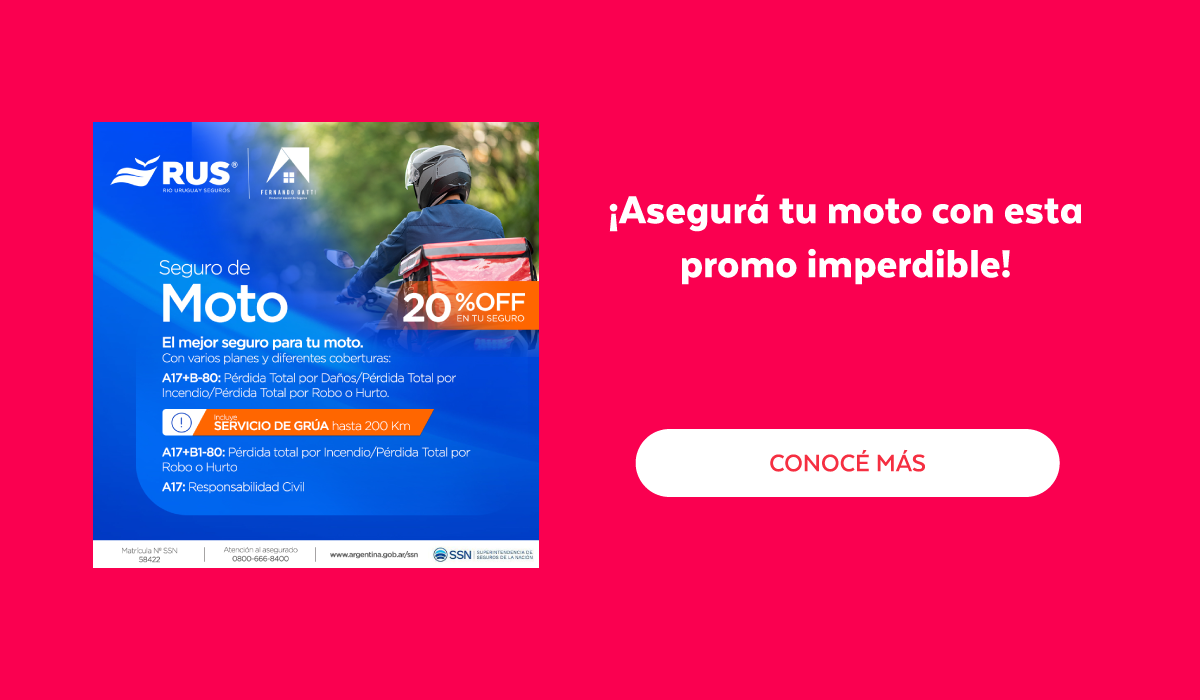 RUS®
RIO URUGUAY SEGUROS
FERNANDO GATTI
Seguro de
Moto
20 %OFF
EN TU SEGURO
El mejor seguro para tu moto.
Con varios planes y diferentes coberturas:
A17+B-80: Pérdida Total por Daños/Pérdida Total por
Incendio/Pérdida Total por Robo o Hurto.
Incluye
SERVICIO DE GRÚA hasta 200 Km
A17+B1-80: Pérdida total por Incendio/Pérdida Total por
Robo o Hurto
A17: Responsabilidad Civil
Matrícula Nº SSN
58422
Atención al asegurado
0800-666-8400
www.argentina.gob.ar/ssn
SSN
SUPERINTENDENCIA DE
SEGUROS DE LA NACIÓN
¡Asegurá tu moto con esta
promo imperdible!
CONOCÉ MÁS